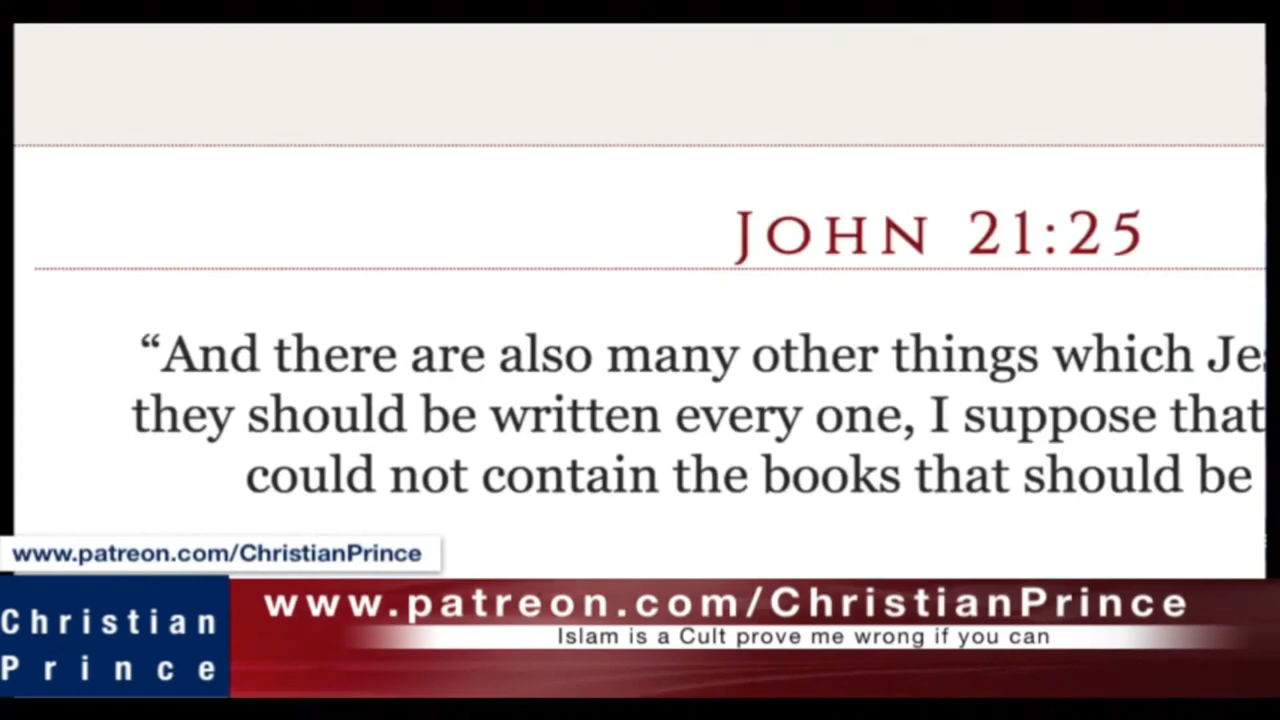 JOHN 21:25
“And there are also many other things which
they should be written every one, I suppose that
could not contain the books that should be
www.patreon.com/ChristianPrince
Christian
Prince
www.patreon.com/ChristianPrince
Islam is a Cult prove me wrong if you can